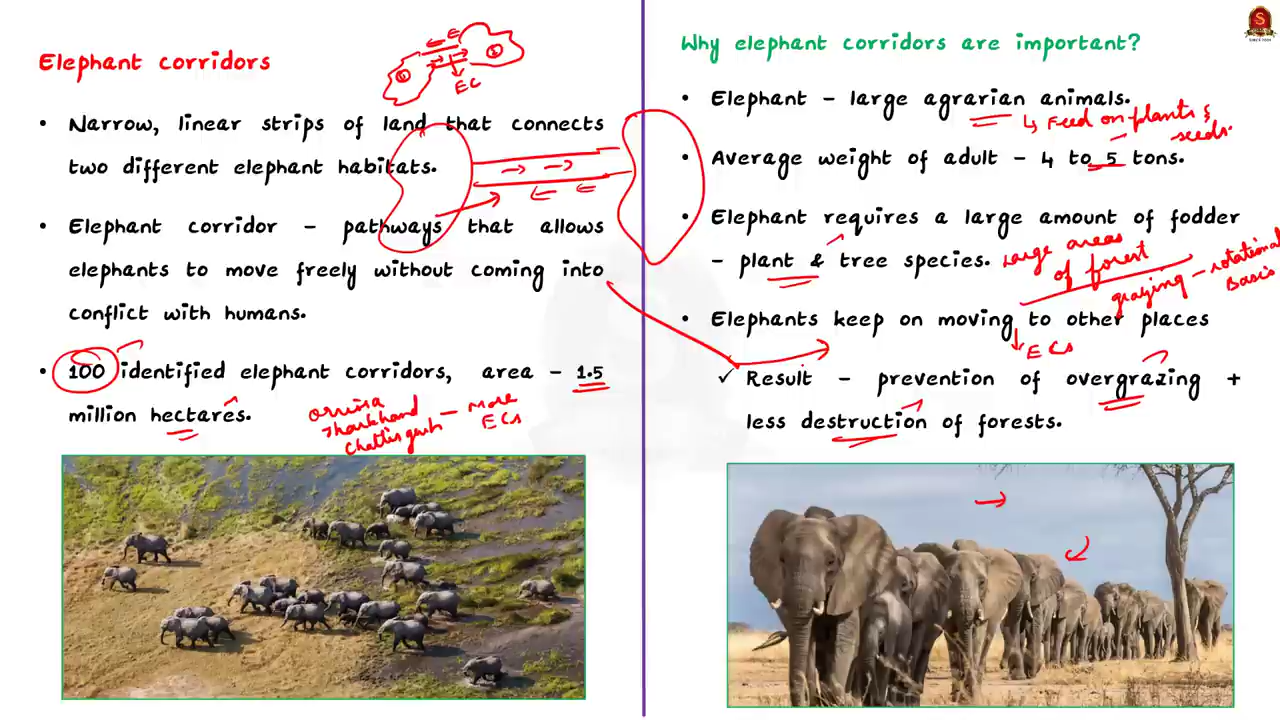 Elephant corridors
① ②
EC
• Narrow, linear strips of land that connects
two different elephant habitats.
• Elephant corridor - pathways that allows
elephants to move freely without coming into
conflict with humans.
• 100 identified elephant corridors, area - 1.5
million hectares.
orrisa
Jharkhand
Chattisgarh - more
ECs
Why elephant corridors are important?
• Elephant - large agrarian animals.
↳ Feed on plants &
seeds.
• Average weight of adult - 4 to 5 tons.
• Elephant requires a large amount of fodder
- plant & tree species.
Large areas
of forest
grazing - rotational
Basis
• Elephants keep on moving to other places
ECs
✓ Result - prevention of overgrazing +
less destruction of forests.
S